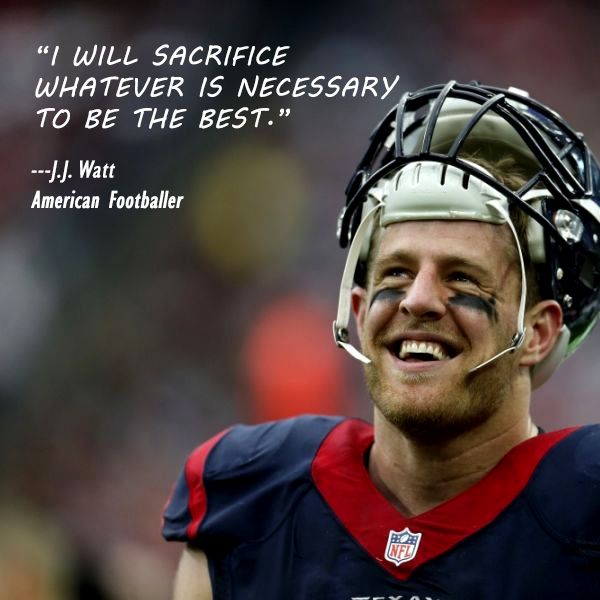 “I WILL SACRIFICE
WHATEVER IS NECESSARY
TO BE THE BEST.”
---J.J. Watt
American Footballer
NFL